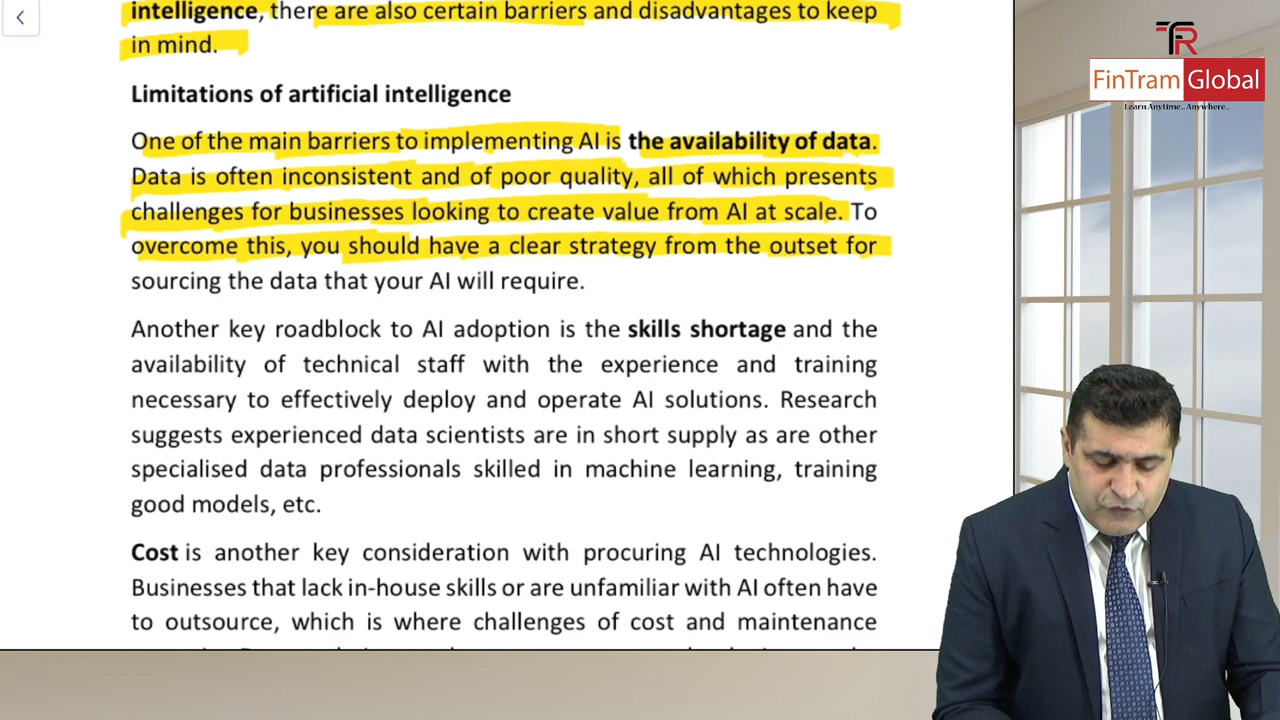 intelligence, there are also certain barriers and disadvantages to keep
in mind.
Limitations of artificial intelligence
One of the main barriers to implementing AI is the availability of data.
Data is often inconsistent and of poor quality, all of which presents
challenges for businesses looking to create value from AI at scale. To
overcome this, you should have a clear strategy from the outset for
sourcing the data that your AI will require.
Another key roadblock to AI adoption is the skills shortage and the
availability of technical staff with the experience and training
necessary to effectively deploy and operate AI solutions. Research
suggests experienced data scientists are in short supply as are other
specialised data professionals skilled in machine learning, training
good models, etc.
Cost is another key consideration with procuring AI technologies.
Businesses that lack in-house skills or are unfamiliar with AI often have
to outsource, which is where challenges of cost and maintenance
FinTram Global
Learn Anytime.. Anywhere..